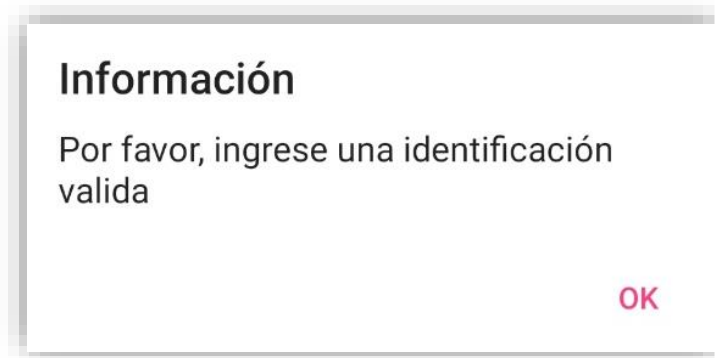 Información
Por favor, ingrese una identificación
valida
OK